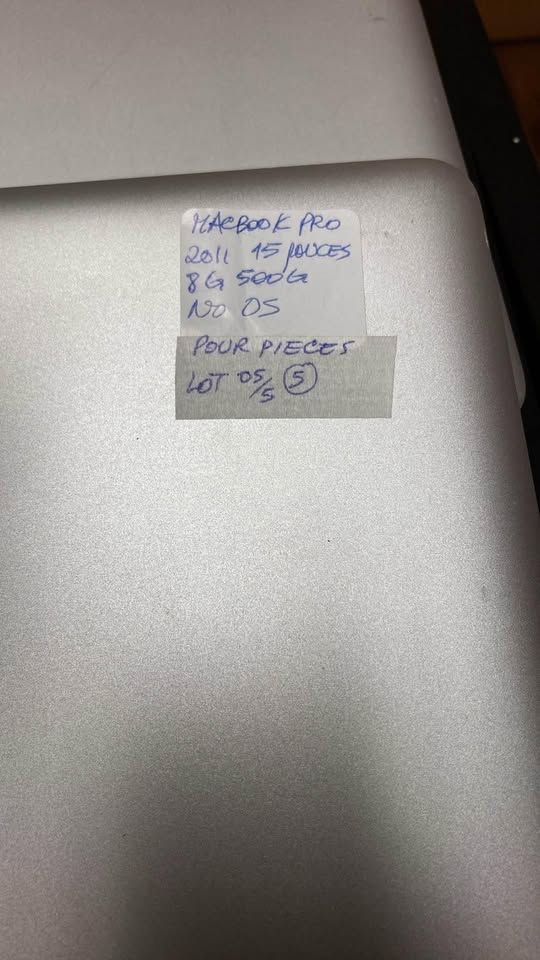 MACBOOK PRO
2011 15 POUCES
8G 500G
No OS
POUR PIECES
LOT 05/5 5